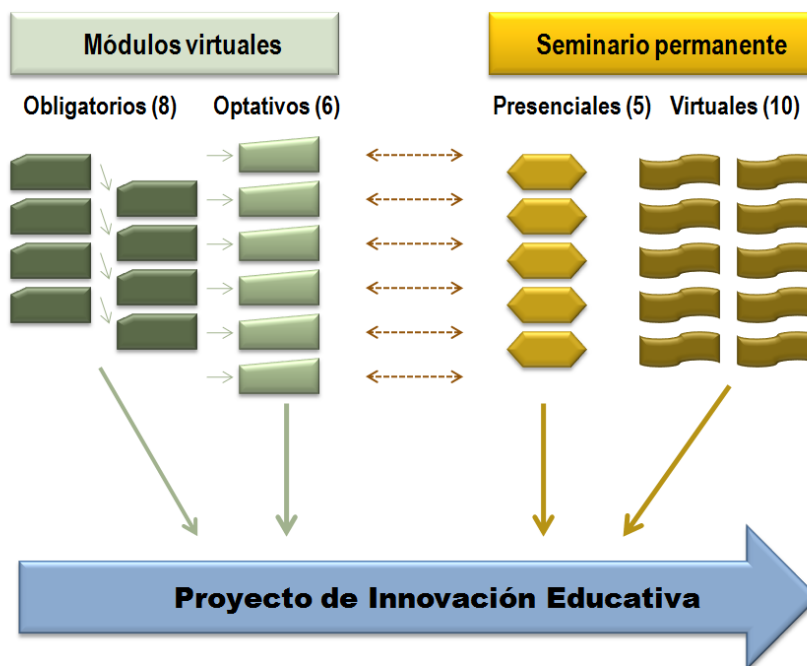 Módulos virtuales
Seminario permanente
Obligatorios (8)
Optativos (6)
Presenciales (5)
Virtuales (10)
Proyecto de Innovación Educativa